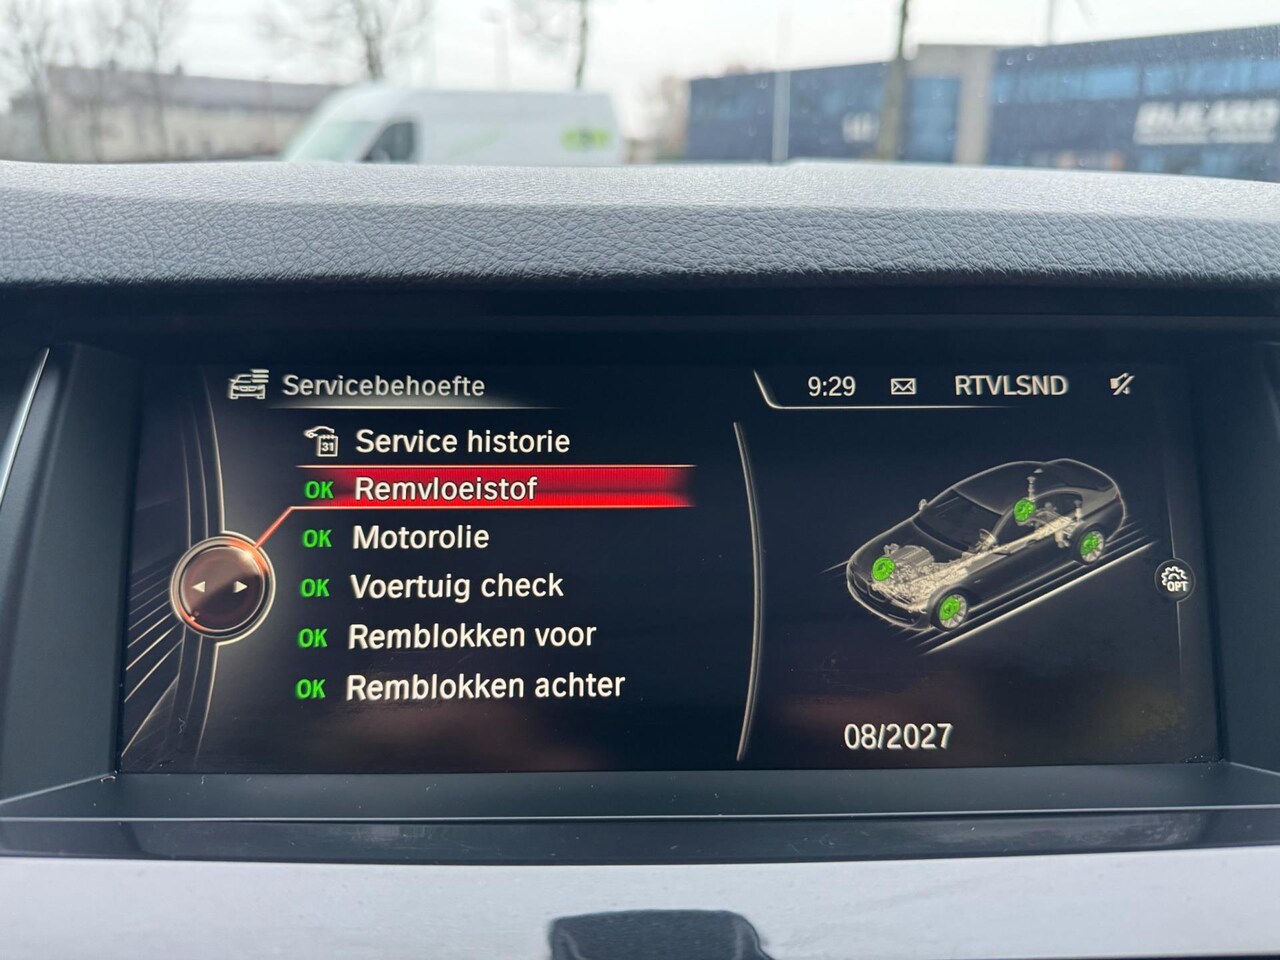 Servicebehoefte
9:29 RTVLSND
31 Service historie
OK Remvloeistof
OK Motorolie
OK Voertuig check
OK Remblokken voor
OK Remblokken achter
OPT
08/2027